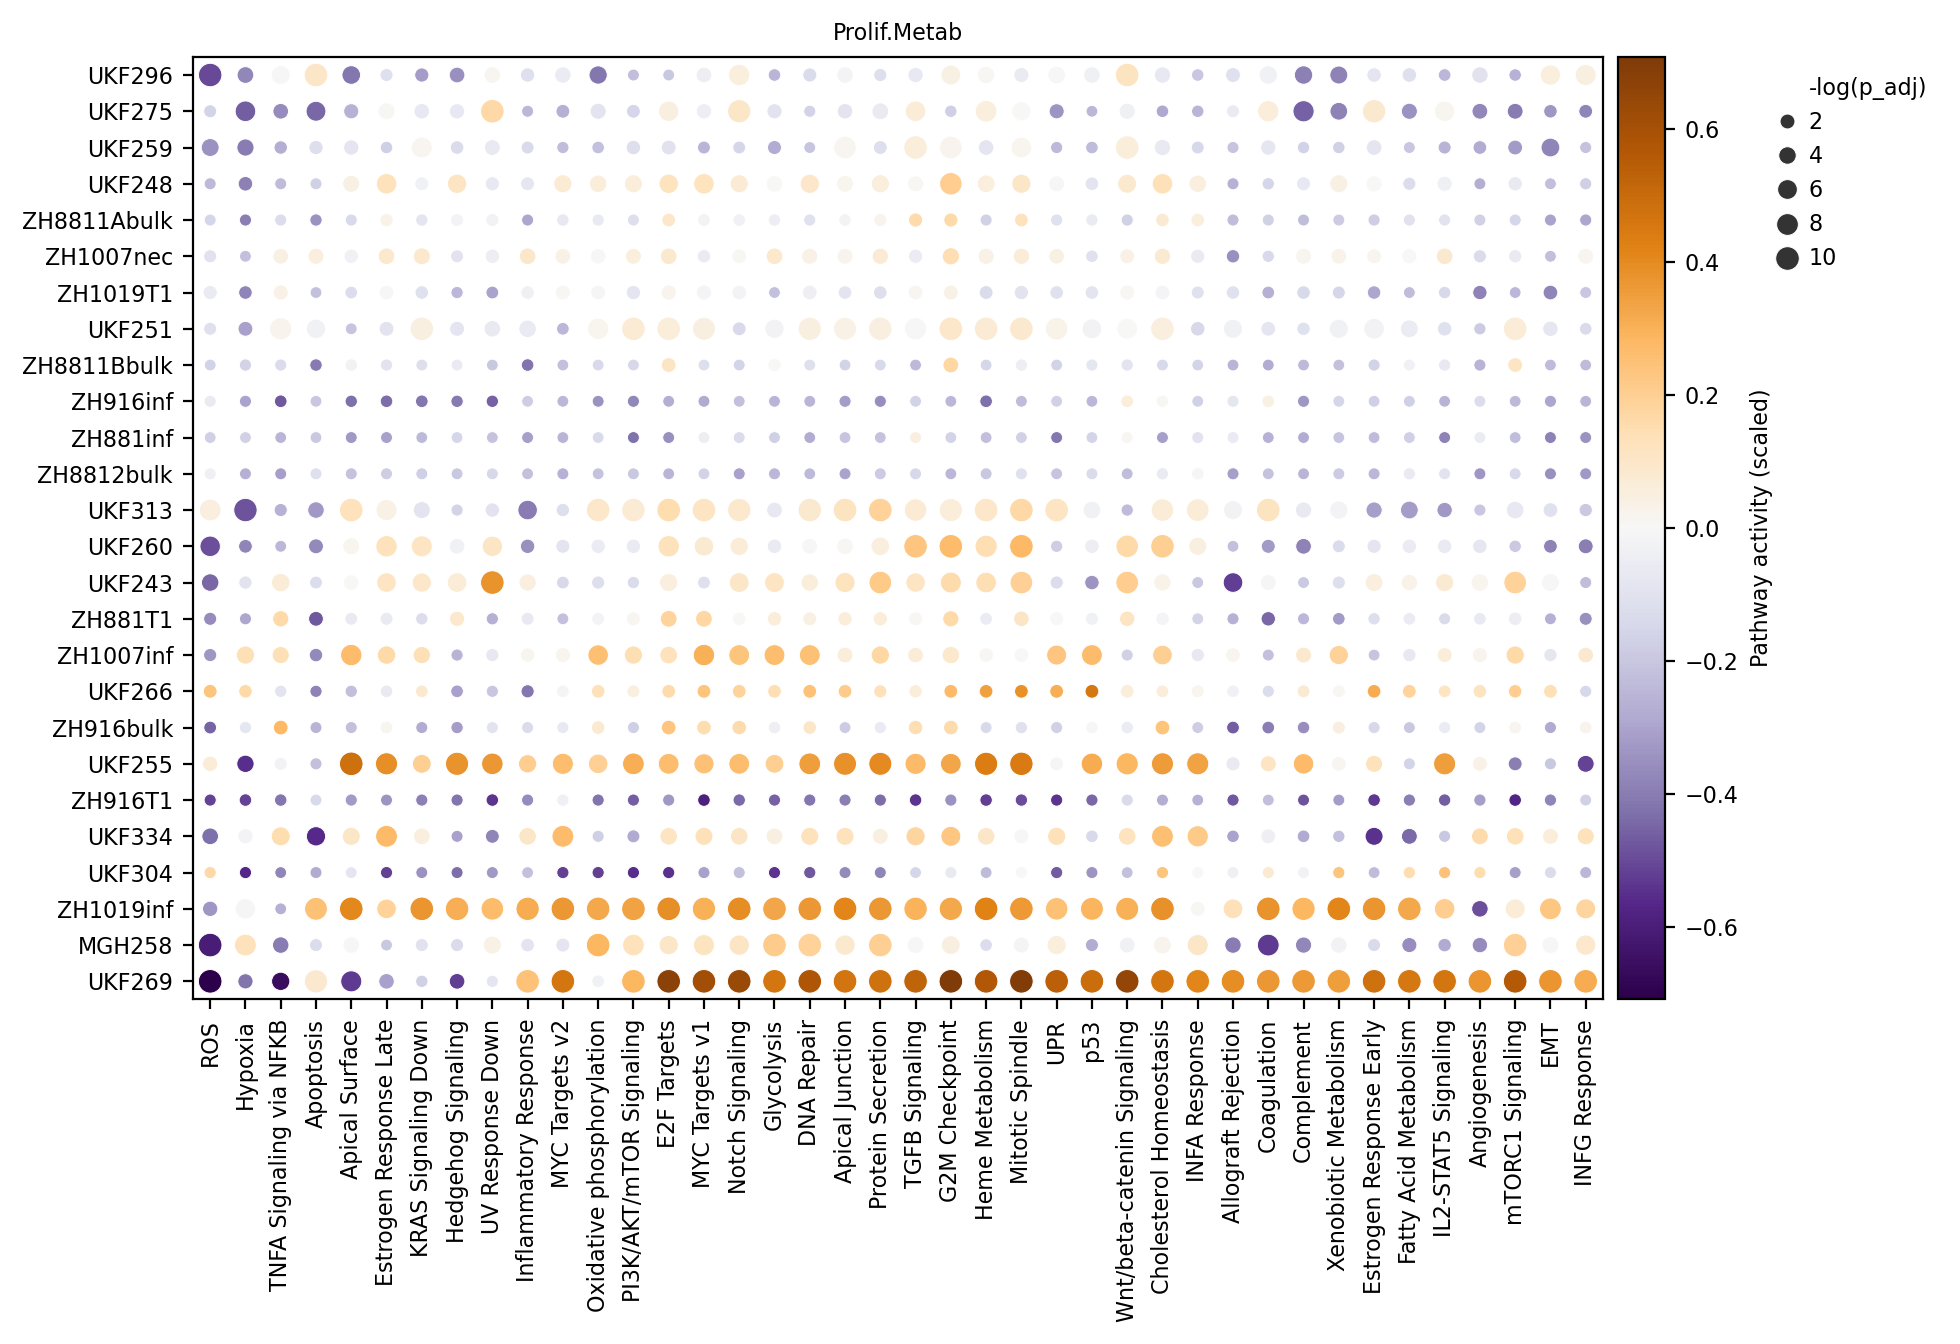 Prolif.Metab
UKF296
UKF275
UKF259
UKF248
ZH8811Abulk
ZH1007nec
ZH1019T1
UKF251
ZH8811Bbulk
ZH916inf
ZH881inf
ZH8812bulk
UKF313
UKF260
UKF243
ZH881T1
ZH1007inf
UKF266
ZH916bulk
UKF255
ZH916T1
UKF334
UKF304
ZH1019inf
MGH258
UKF269
ROS
Hypoxia
TNFA Signaling via NFKB
Apoptosis
Apical Surface
Estrogen Response Late
KRAS Signaling Down
Hedgehog Signaling
UV Response Down
Inflammatory Response
MYC Targets v2
Oxidative phosphorylation
PI3K/AKT/mTOR Signaling
E2F Targets
MYC Targets v1
Notch Signaling
Glycolysis
DNA Repair
Apical Junction
Protein Secretion
TGFB Signaling
G2M Checkpoint
Heme Metabolism
Mitotic Spindle
UPR
p53
Wnt/beta-catenin Signaling
Cholesterol Homeostasis
INFA Response
Allograft Rejection
Coagulation
Complement
Xenobiotic Metabolism
Estrogen Response Early
Fatty Acid Metabolism
IL2-STAT5 Signaling
Angiogenesis
mTORC1 Signaling
EMT
INFG Response
0.6
0.4
0.2
0.0
−0.2
−0.4
−0.6
Pathway activity (scaled)
-log(p_adj)
2
4
6
8
10